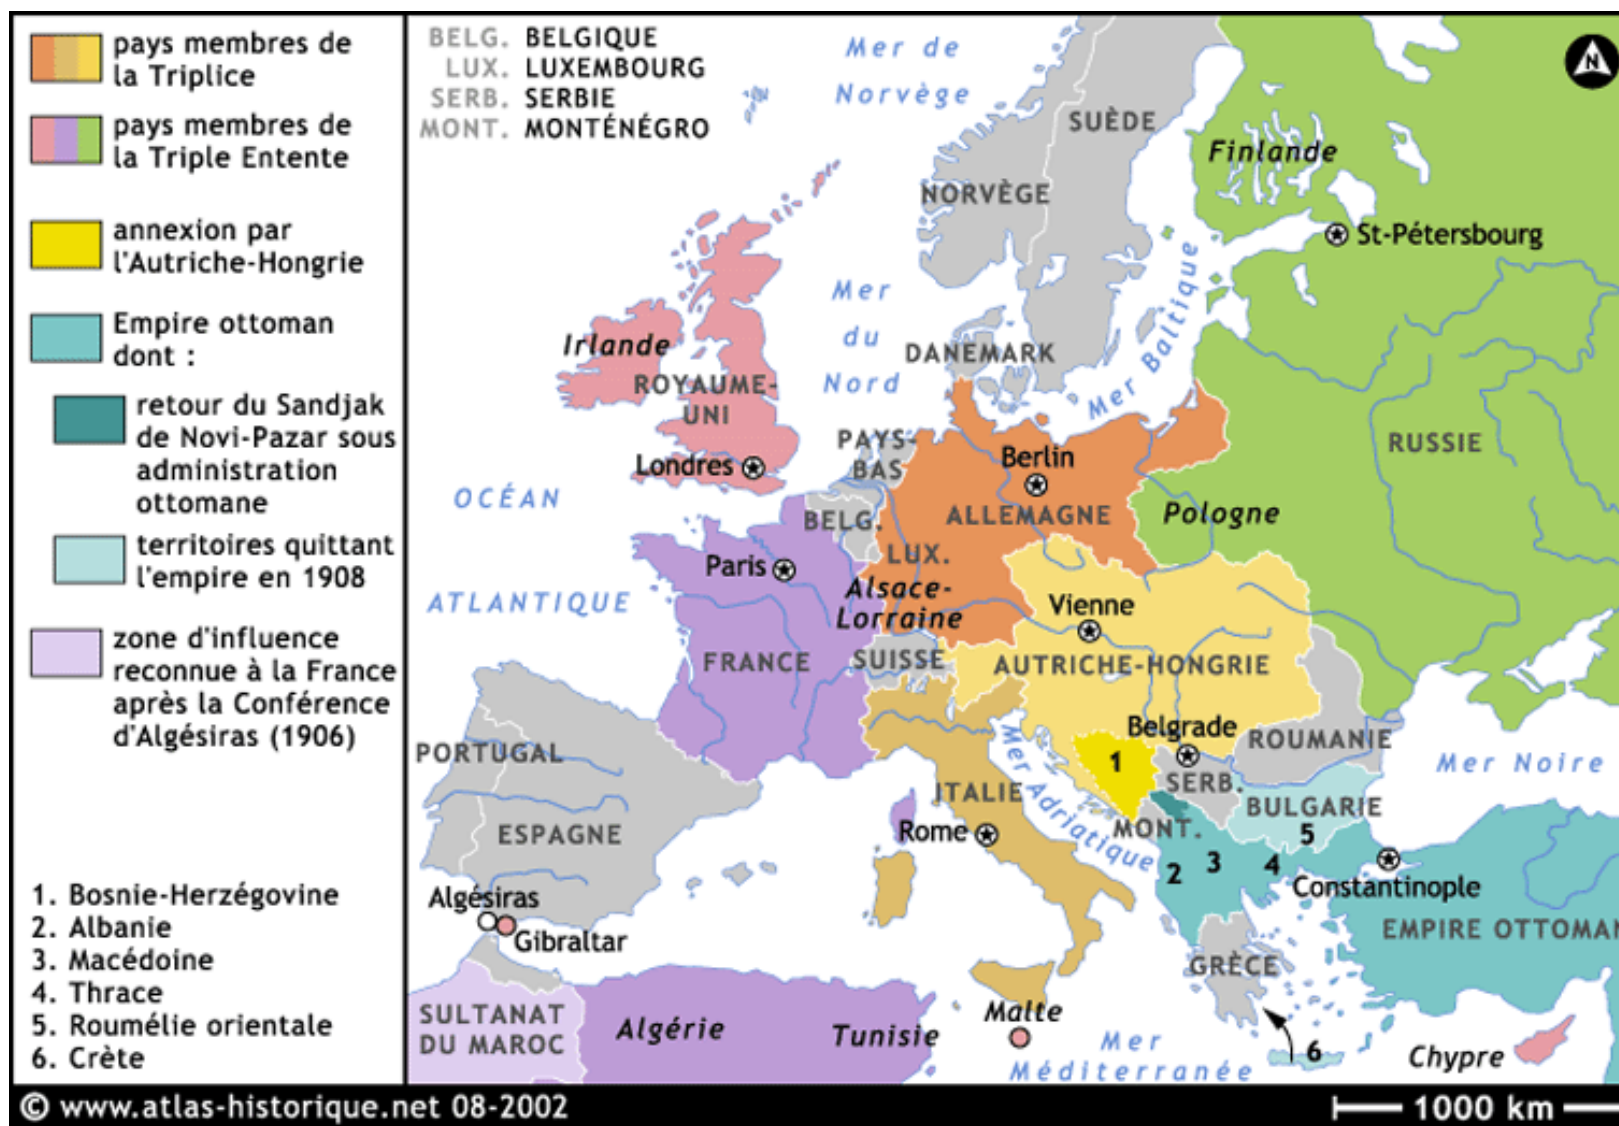 pays membres de
la Triplice
pays membres de
la Triple Entente
annexion par
l'Autriche-Hongrie
Empire ottoman
dont :
retour du Sandjak
de Novi-Pazar sous
administration
ottomane
territoires quittant
l'empire en 1908
zone d'influence
reconnue à la France
après la Conférence
d'Algésiras (1906)
1. Bosnie-Herzégovine
2. Albanie
3. Macédoine
4. Thrace
5. Roumélie orientale
6. Crète
BELG. BELGIQUE
LUX. LUXEMBOURG
SERB. SERBIE
MONT. MONTÉNÉGRO
Mer de
Norvège
N
SUÈDE
Finlande
NORVÈGE
St-Pétersbourg
Mer
du
Nord
Mer Baltique
Irlande
DANEMARK
ROYAUME-
UNI
PAYS-
BAS
Berlin
RUSSIE
Londres
OCÉAN
BELG.
ALLEMAGNE
Pologne
Paris
LUX.
ATLANTIQUE
Alsace-
Lorraine
Vienne
FRANCE
SUISSE
AUTRICHE-HONGRIE
Belgrade
PORTUGAL
ROUMANIE
Mer Noire
1
Mer Adriatique
SERB.
ITALIE
BULGARIE
ESPAGNE
Rome
MONT.
5
2
3
4
Constantinople
Algésiras
Gibraltar
EMPIRE OTTOMAN
GRÈCE
SULTANAT
DU MAROC
Algérie
Tunisie
Malte
Mer
Méditerranée
6
Chypre
© www.atlas-historique.net 08-2002
1000 km